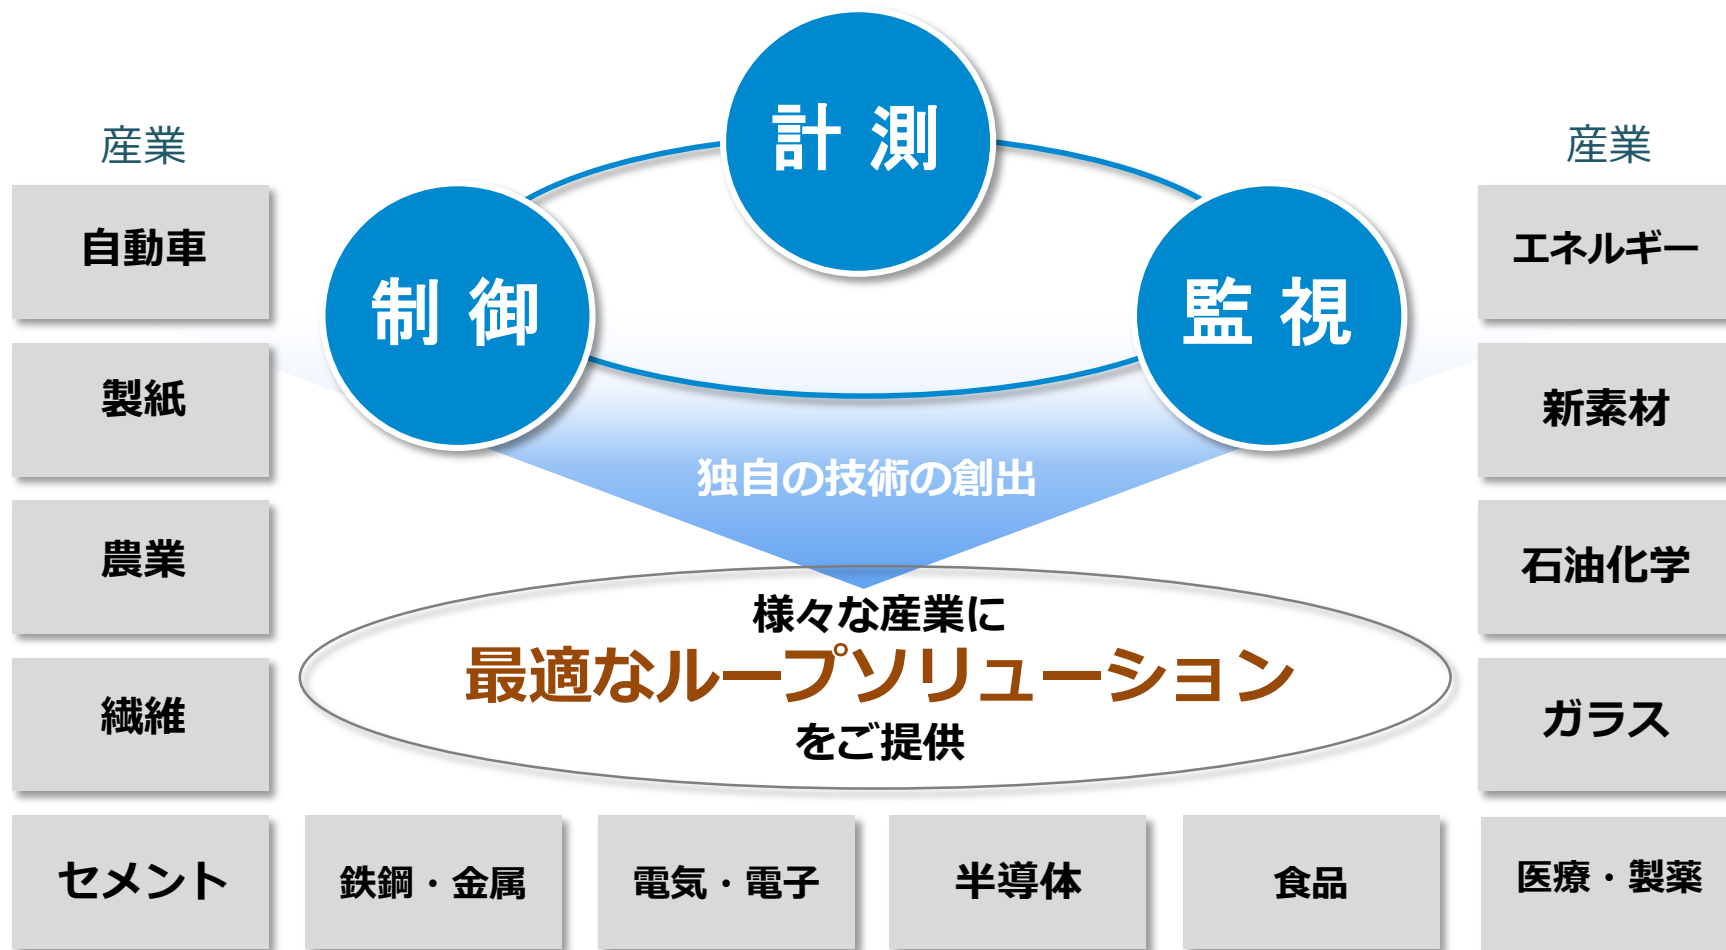 計 測
産業
産業
制 御
監 視
自動車
エネルギー
製紙
新素材
独自の技術の創出
農業
石油化学
様々な産業に
最適なループソリューション
をご提供
繊維
ガラス
セメント
鉄鋼・金属
電気・電子
半導体
食品
医療・製薬